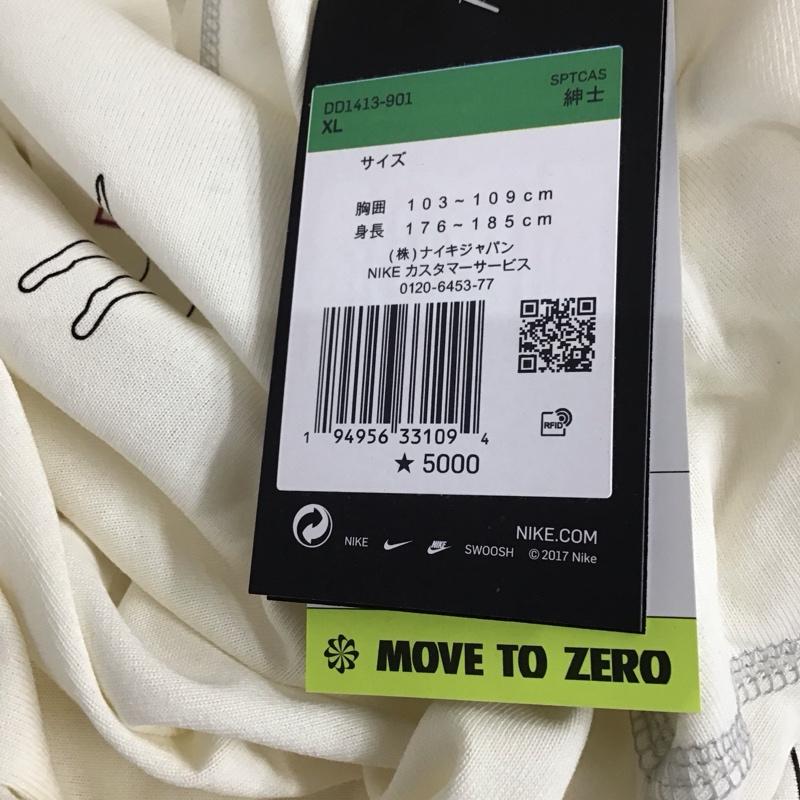 DD1413-901
SPTCAS
XL
紳士
サイズ
胸囲 103~109cm
身長 176~185cm
(株)ナイキジャパン
NIKE カスタマーサービス
0120-6453-77
RFID
1 94956 33109 4
★ 5000
NIKE.COM
NIKE NIKE SWOOSH © 2017 Nike
MOVE TO ZERO